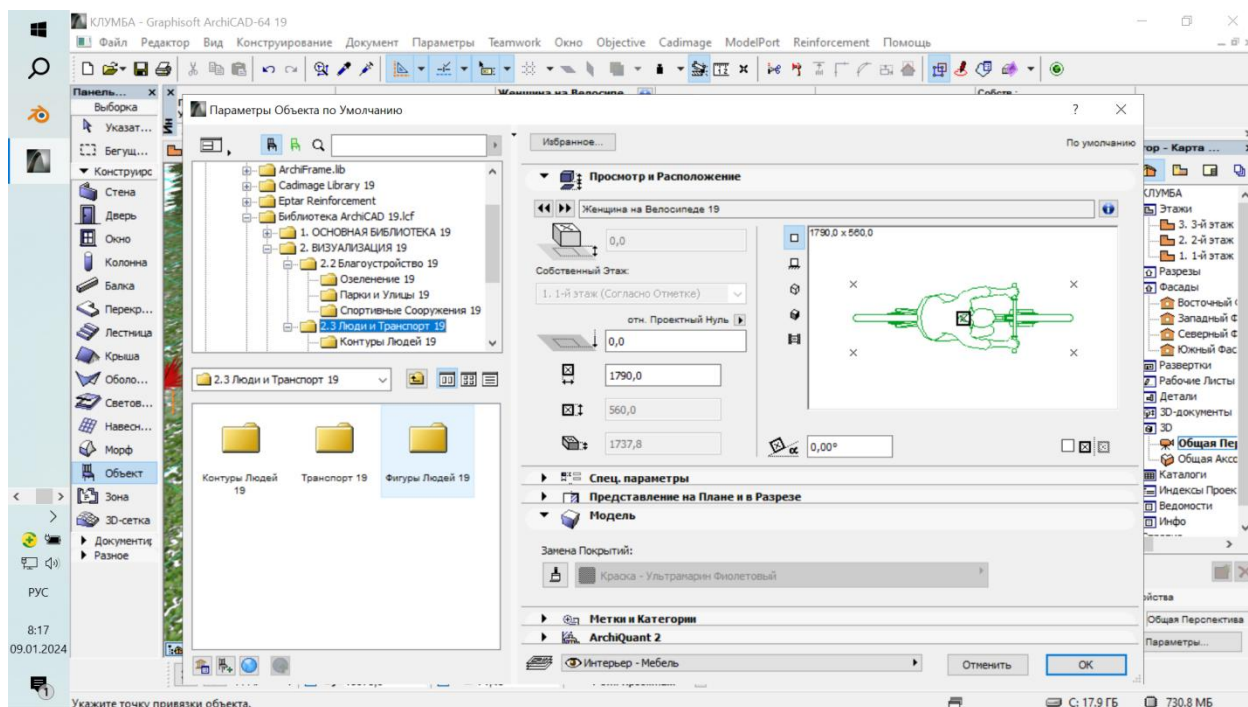 КЛУМБА - Graphisoft ArchiCAD-64 19
Файл Редактор Вид Конструирование Документ Параметры Teamwork Окно Objective Cadimage ModelPort Reinforcement Помощь
Панель...
Женщина на Велосипе...
Выборка
Указат...
Бегущ...
Конструирс
Стена
Дверь
Окно
Колонна
Балка
Перекр...
Лестница
Крыша
Оболо...
Светов...
Навесн...
Морф
Объект
Зона
3D-сетка
Документир
Разное
Параметры Объекта по Умолчанию
?
ArchiFrame.lib
Cadimage Library 19
Eptar Reinforcement
Библиотека ArchiCAD 19.lcf
1. ОСНОВНАЯ БИБЛИОТЕКА 19
2. ВИЗУАЛИЗАЦИЯ 19
2.2 Благоустройство 19
Озеленение 19
Парки и Улицы 19
Спортивные Сооружения 19
2.3 Люди и Транспорт 19
Контуры Людей 19
2.3 Люди и Транспорт 19
Контуры Людей 19
Транспорт 19
Фигуры Людей 19
Избранное...
По умолчанию
Просмотр и Расположение
Женщина на Велосипеде 19
0,0
Собственный Этаж:
1. 1-й этаж (Согласно Отметке)
отн. Проектный Нуль
0,0
1790,0
560,0
1737,8
1790,0 x 560,0
α 0,00°
Спец. параметры
Представление на Плане и в Разрезе
Модель
Замена Покрытий:
Краска - Ультрамарин Фиолетовый
Метки и Категории
ArchiQuant 2
Интерьер - Мебель
Отменить
OK
ор - Карта ...
КЛУМБА
Этажи
3. 3-й этаж
2. 2-й этаж
1. 1-й этаж
Разрезы
Фасады
Восточный
Западный Ф
Северный Ф
Южный Фас
Развертки
Рабочие Листы
Детали
3D-документы
3D
Общая Пер
Общая Аксо
Каталоги
Индексы Проек
Ведомости
Инфо
йства
Общая Перспектива
Параметры...
РУС
8:17
09.01.2024
1
Укажите точку привязки объекта.
C: 17.9 ГБ
730.8 МБ